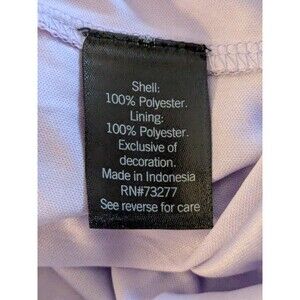 Shell:
100% Polyester.
Lining:
100% Polyester.
Exclusive of
decoration.
Made in Indonesia
RN#73277
See reverse for care